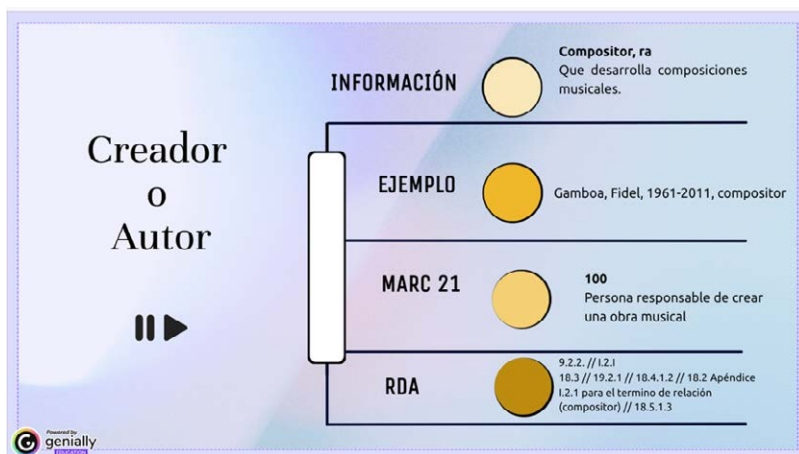 Creador
o
Autor
INFORMACIÓN
Compositor, ra
Que desarrolla composiciones
musicales.
EJEMPLO
Gamboa, Fidel, 1961-2011, compositor
MARC 21
100
Persona responsable de crear
una obra musical
RDA
9.2.2. // I.2.I
18.3 // 19.2.1 // 18.4.1.2 // 18.2 Apéndice
I.2.1 para el termino de relación
(compositor) // 18.5.1.3
Powered by
genially
EDUCATION